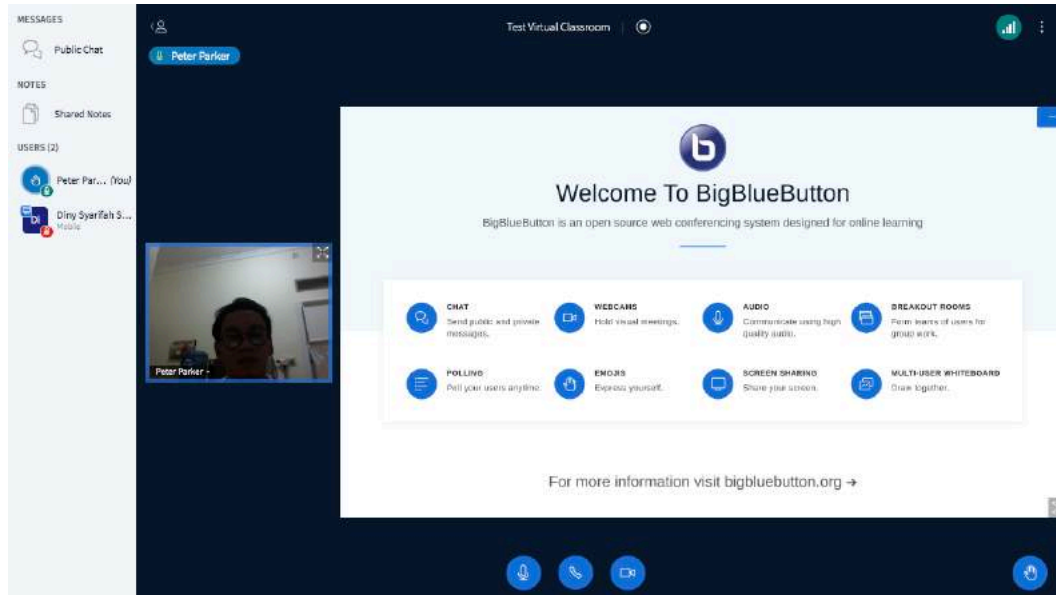 MESSAGES
Public Chat
NOTES
Shared Notes
USERS (2)
Peter Par... (You)
Diny Syarifah S...
Mobile
Test Virtual Classroom
Peter Parker
Peter Parker
Welcome To BigBlueButton
BigBlueButton is an open source web conferencing system designed for online learning
CHAT
Send public and private
messages.
WEBCAMS
Hold visual meetings.
AUDIO
Communicate using high
quality audio.
BREAKOUT ROOMS
Form teams of users for
group work.
POLLING
Poll your users anytime.
EMOJIS
Express yourself.
SCREEN SHARING
Share your screen.
MULTI-USER WHITEBOARD
Draw together.
For more information visit bigbluebutton.org →